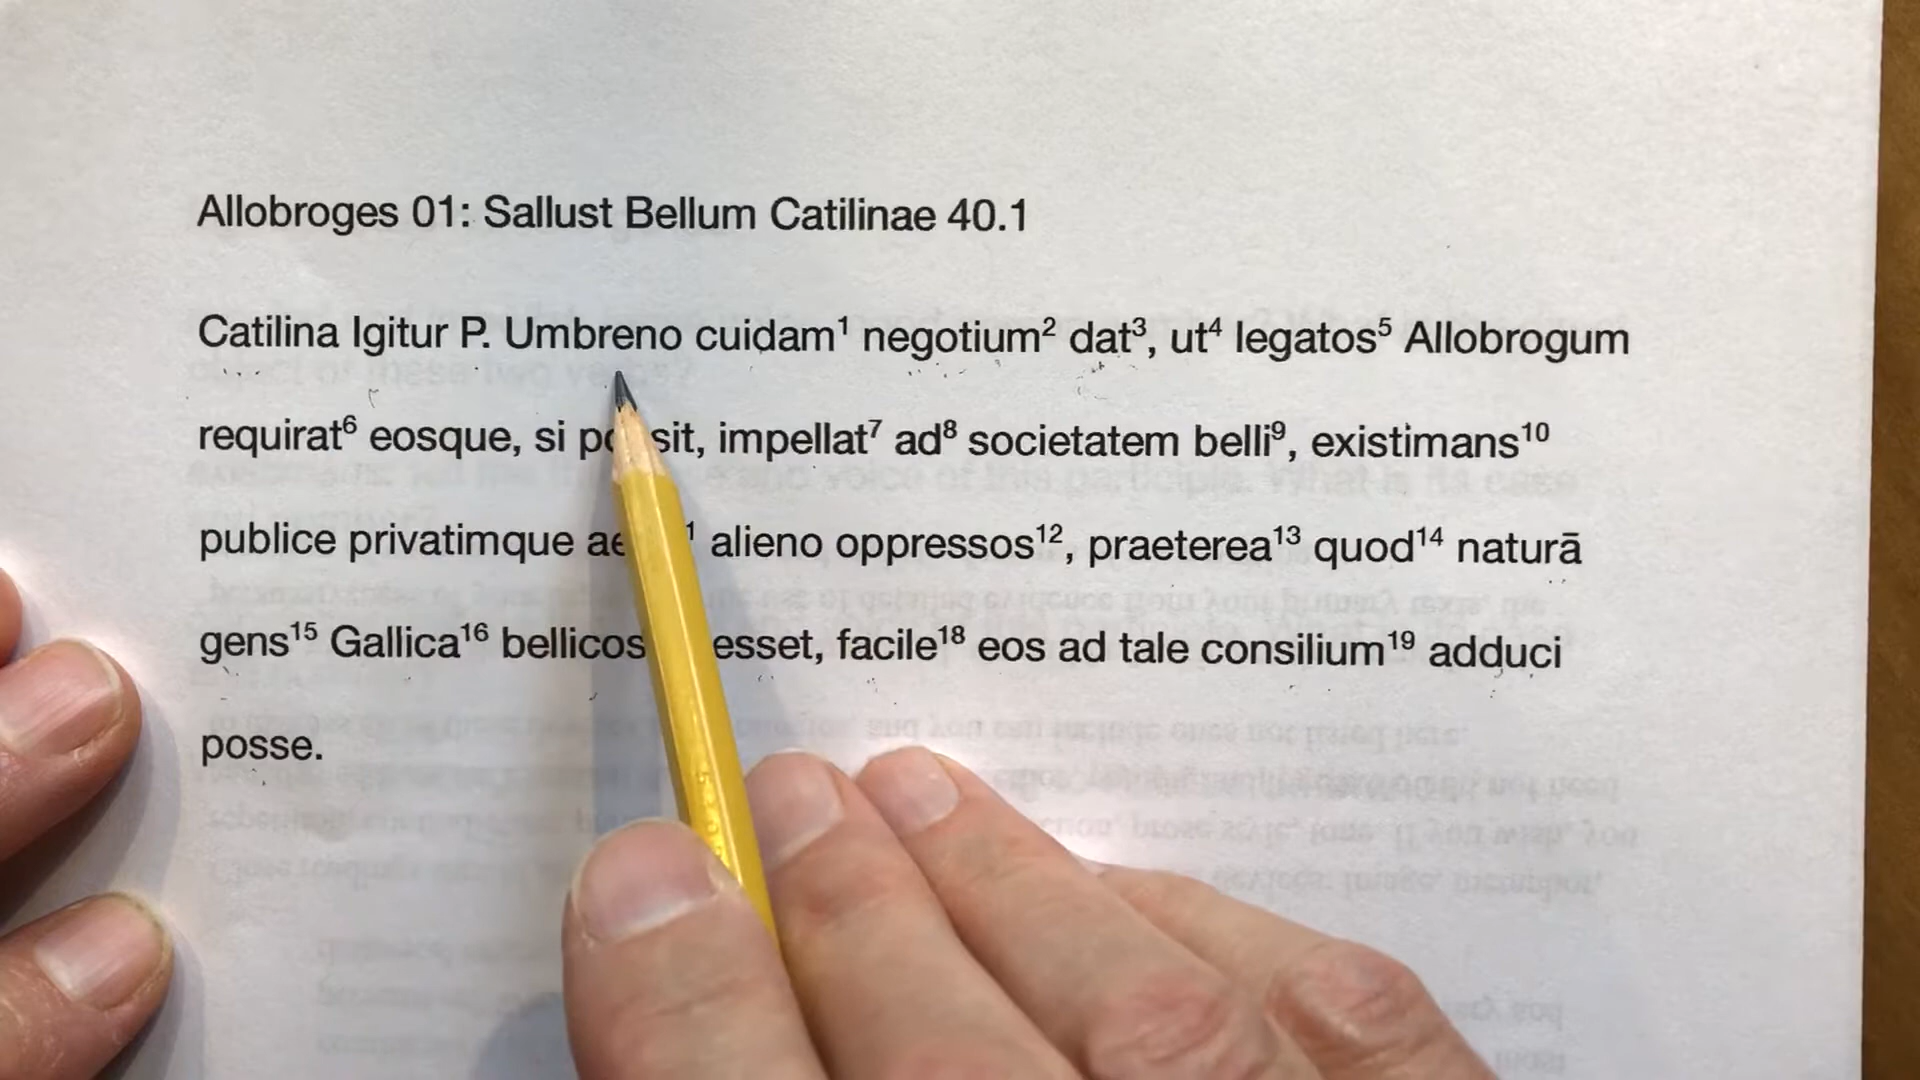 Allobroges 01: Sallust Bellum Catilinae 40.1
Catilina Igitur P. Umbreno cuidam¹ negotium² dat³, ut⁴ legatos⁵ Allobrogum
requirat⁶ eosque, si impellat⁷ ad⁸ societatem belli⁹, existimans¹⁰
publice privatimque alieno oppressos¹², praeterea¹³ quod¹⁴ naturā
gens¹⁵ Gallica¹⁶ esset, facile¹⁸ eos ad tale consilium¹⁹ adduci
posse.